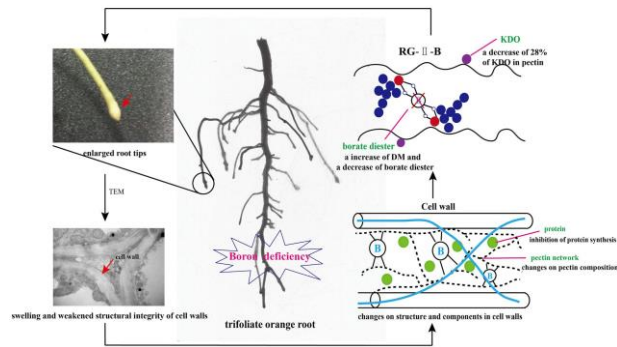 enlarged root tips
TEM
cell wall
swelling and weakened structural integrity of cell walls
Boron deficiency
trifoliate orange root
RG-Ⅱ-B
KDO
a decrease of 28%
of KDO in pectin
borate diester
a increase of DM and
a decrease of borate diester
Cell wall
B
B
B
protein
inhibition of protein synthesis
pectin network
changes on pectin composition
changes on structure and components in cell walls